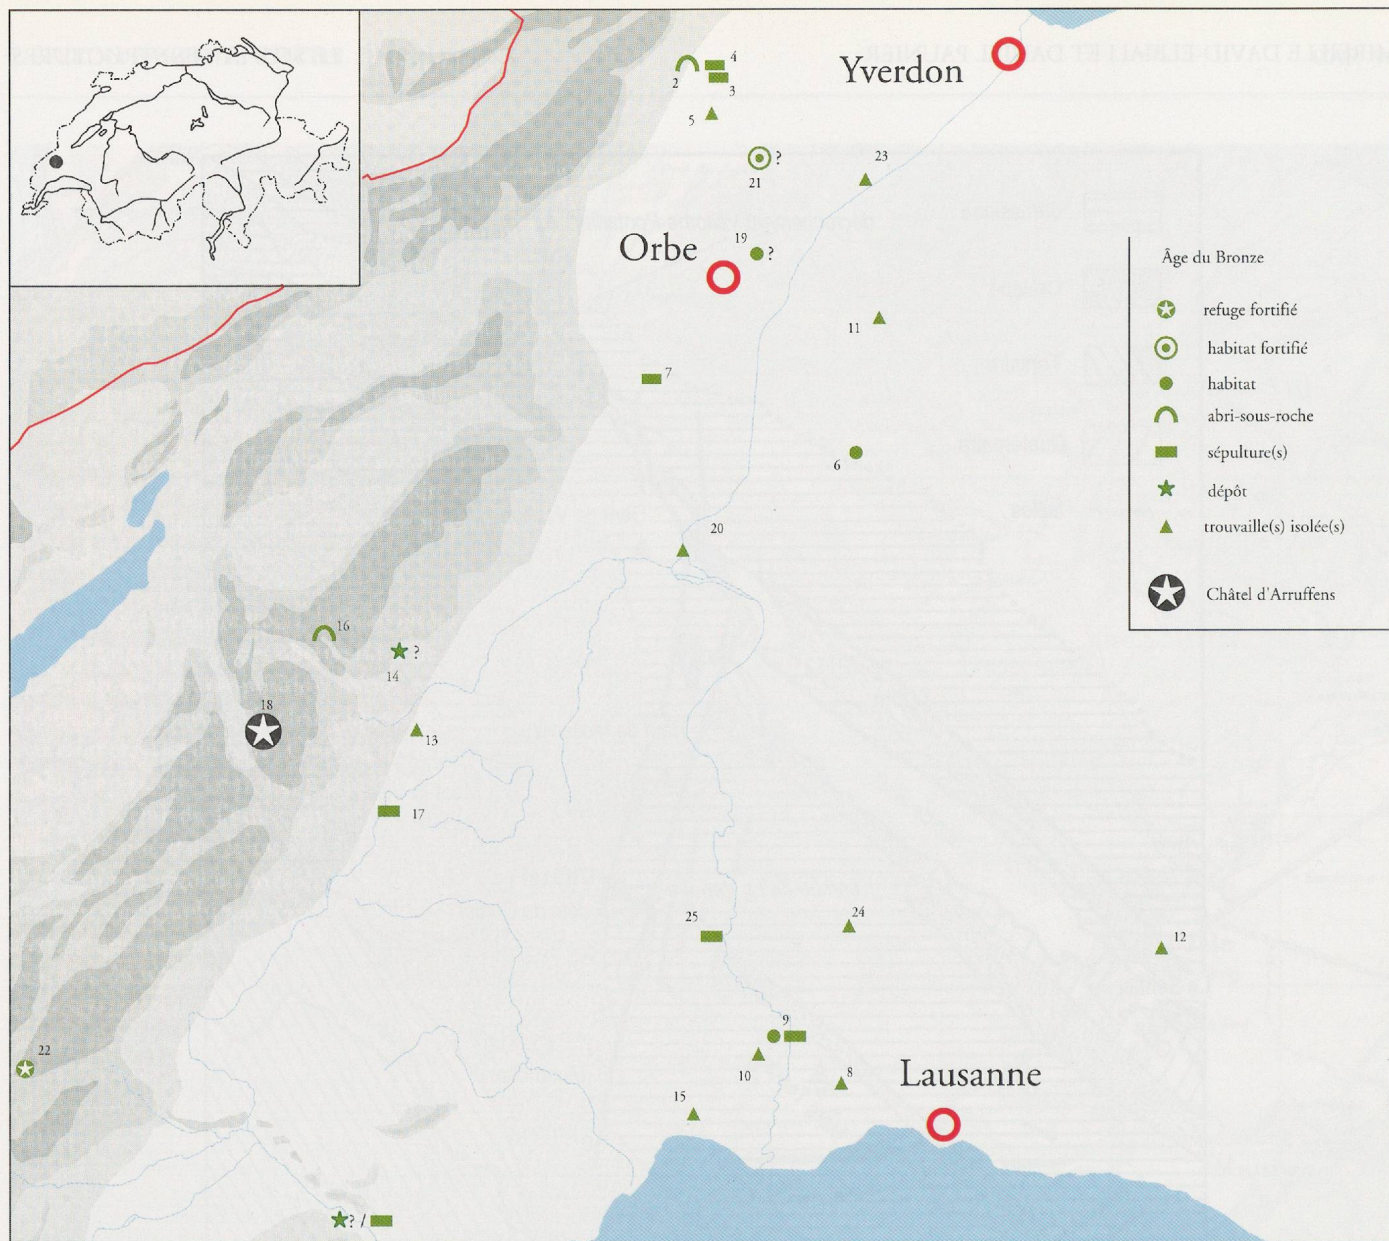 4
2
3
5
Yverdon
23
?
21
19
?
Orbe
11
7
6
20
16
?
14
18
13
17
25
24
12
22
9
10
8
15
Lausanne
? /
Âge du Bronze
refuge fortifié
habitat fortifié
habitat
abri-sous-roche
sépulture(s)
dépôt
trouvaille(s) isolée(s)
Châtel d'Arruffens